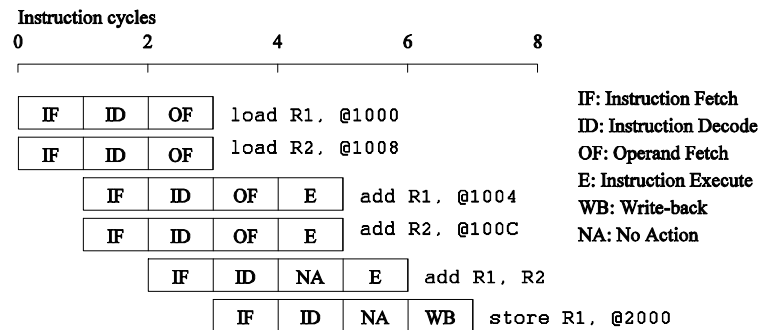 Instruction cycles
0 2 4 6 8
IF ID OF load R1, @1000
IF ID OF load R2, @1008
IF ID OF E add R1, @1004
IF ID OF E add R2, @100C
IF ID NA E add R1, R2
IF ID NA WB store R1, @2000
IF: Instruction Fetch
ID: Instruction Decode
OF: Operand Fetch
E: Instruction Execute
WB: Write-back
NA: No Action